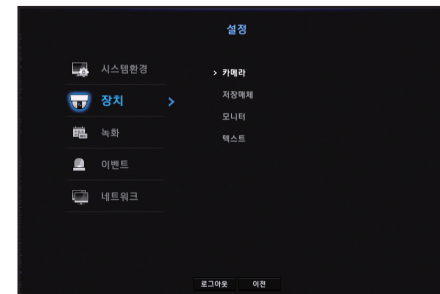 설정
시스템환경
장치
녹화
이벤트
네트워크
카메라
저장매체
모니터
텍스트
로그아웃 이전